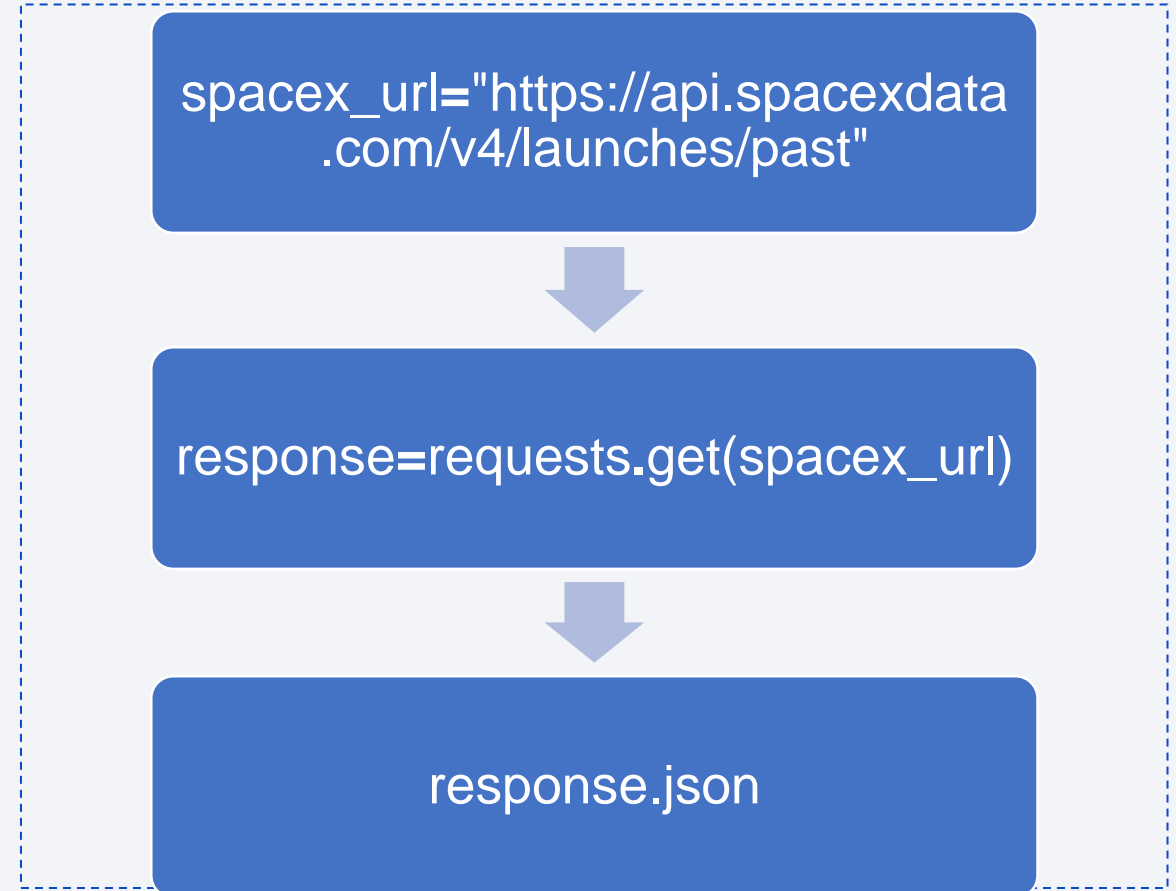 spacex_url="https://api.spacexdata
.com/v4/launches/past"
response=requests.get(spacex_url)
response.json